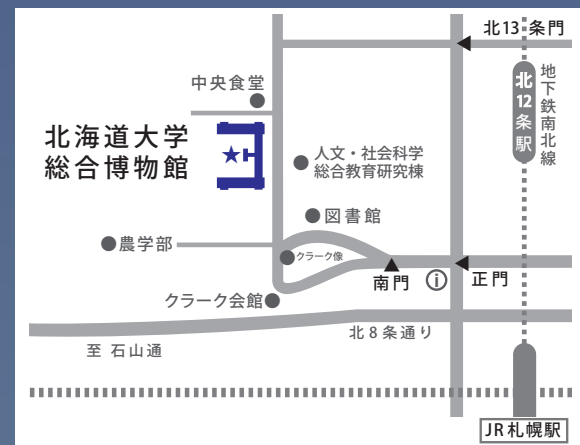 北13条門
中央食堂
地下鉄南北線
北12条駅
北海道大学
総合博物館
人文・社会科学
総合教育研究棟
図書館
農学部
クラーク像
南門
i
正門
クラーク会館
北8条通り
至 石山通
JR札幌駅